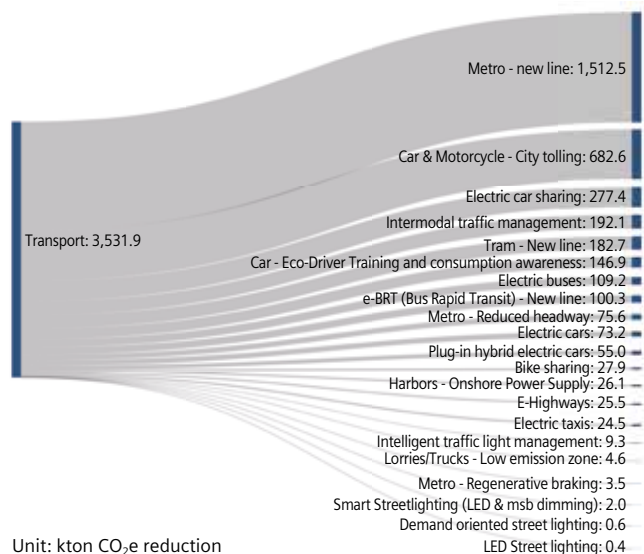 Metro - new line: 1,512.5
Car & Motorcycle - City tolling: 682.6
Electric car sharing: 277.4
Intermodal traffic management: 192.1
Transport: 3,531.9
Tram - New line: 182.7
Car - Eco-Driver Training and consumption awareness: 146.9
Electric buses: 109.2
e-BRT (Bus Rapid Transit) - New line: 100.3
Metro - Reduced headway: 75.6
Electric cars: 73.2
Plug-in hybrid electric cars: 55.0
Bike sharing: 27.9
Harbors - Onshore Power Supply: 26.1
E-Highways: 25.5
Electric taxis: 24.5
Intelligent traffic light management: 9.3
Lorries/Trucks - Low emission zone: 4.6
Metro - Regenerative braking: 3.5
Smart Streetlighting (LED & msb dimming): 2.0
Demand oriented street lighting: 0.6
LED Street lighting: 0.4
Unit: kton CO₂e reduction